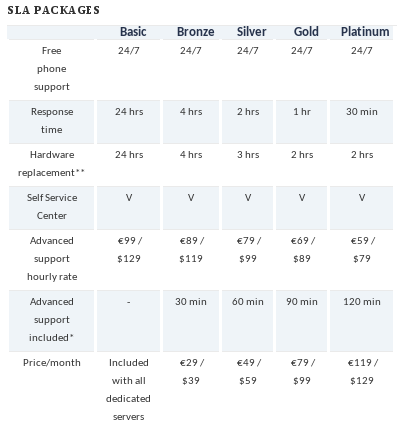 SLA PACKAGES
Basic Bronze Silver Gold Platinum
Free 24/7 24/7 24/7 24/7 24/7
phone
support
Response 24 hrs 4 hrs 2 hrs 1 hr 30 min
time
Hardware 24 hrs 4 hrs 3 hrs 2 hrs 2 hrs
replacement**
Self Service V V V V V
Center
Advanced €99 / €89 / €79 / €69 / €59 /
support $129 $119 $99 $89 $79
hourly rate
Advanced - 30 min 60 min 90 min 120 min
support
included*
Price/month Included €29 / €49 / €79 / €119 /
with all $39 $59 $99 $129
dedicated
servers